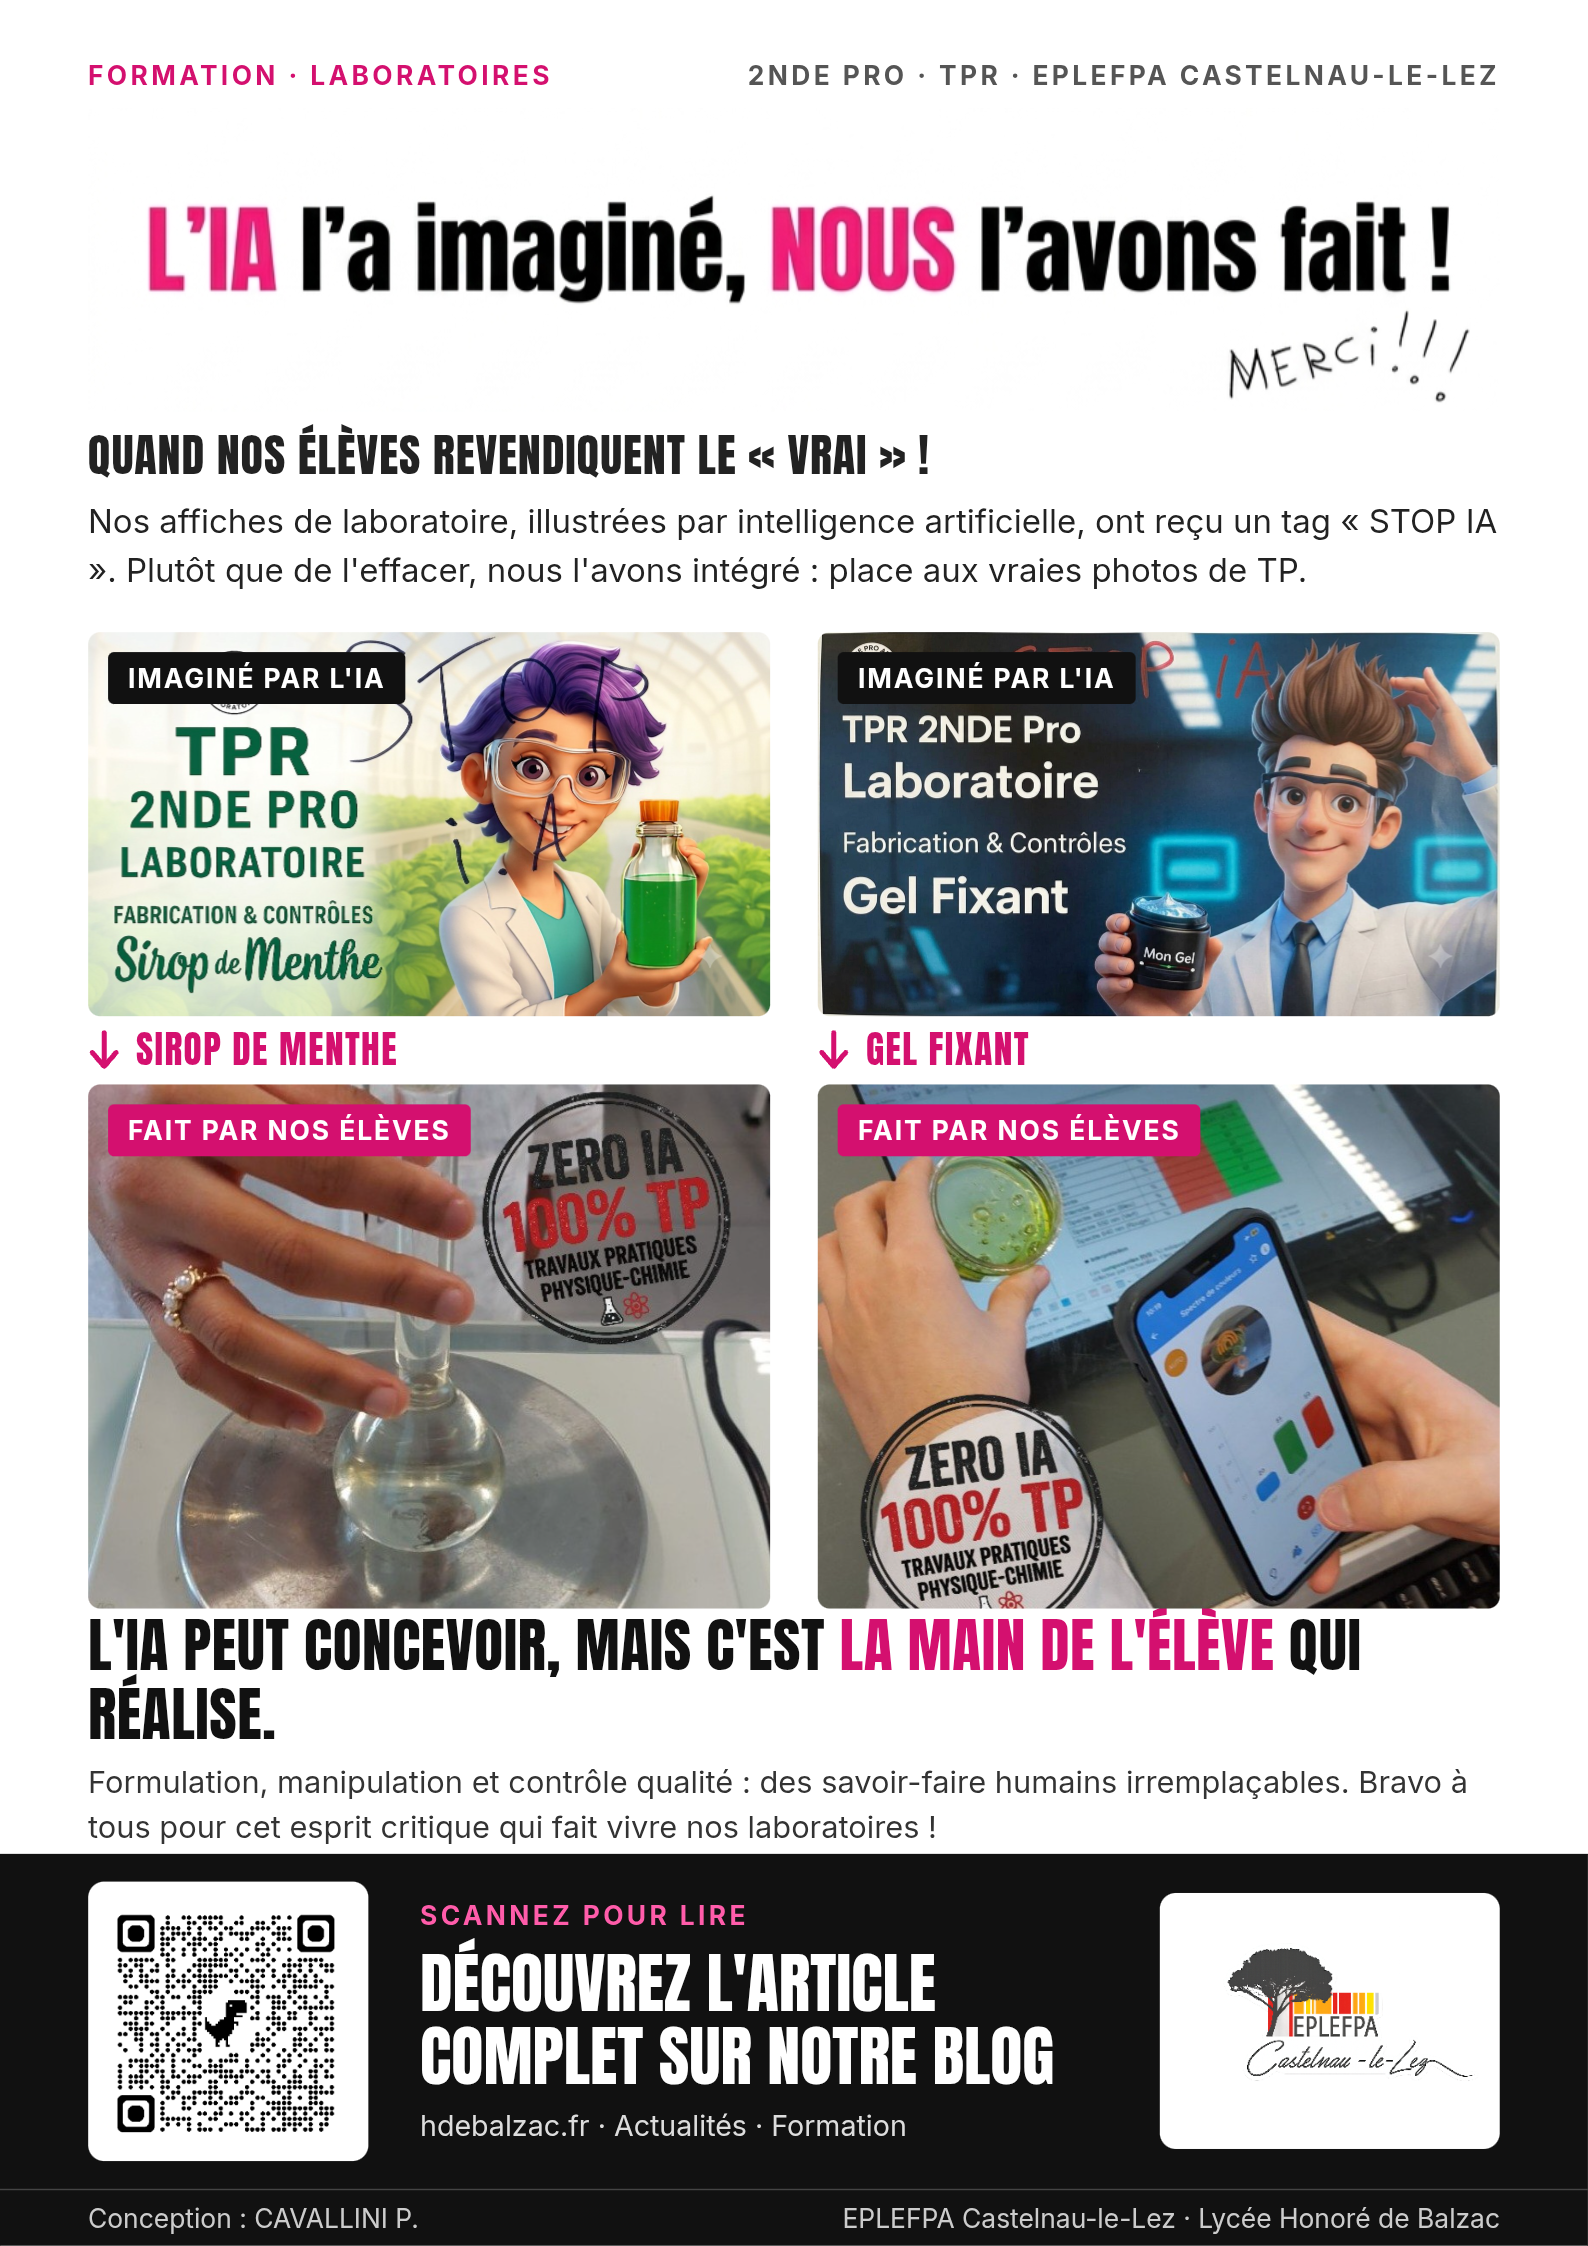 FORMATION · LABORATOIRES
2NDE PRO · TPR · EPLEFPA CASTELNAU-LE-LEZ
L’IA l’a imaginé, NOUS l’avons fait !
MERCi!!!
QUAND NOS ÉLÈVES REVENDIQUENT LE « VRAI » !
Nos affiches de laboratoire, illustrées par intelligence artificielle, ont reçu un tag « STOP IA
». Plutôt que de l'effacer, nous l'avons intégré : place aux vraies photos de TP.
IMAGINÉ PAR L'IA
STOP
iA
TPR
2NDE PRO
LABORATOIRE
FABRICATION & CONTRÔLES
Sirop de Menthe
IMAGINÉ PAR L'IA
STOP iA
TPR 2NDE Pro
Laboratoire
Fabrication & Contrôles
Gel Fixant
Mon Gel
↓ SIROP DE MENTHE
↓ GEL FIXANT
FAIT PAR NOS ÉLÈVES
ZERO IA
100% TP
TRAVAUX PRATIQUES
PHYSIQUE-CHIMIE
FAIT PAR NOS ÉLÈVES
Spectre de couleurs
ZERO IA
100% TP
TRAVAUX PRATIQUES
PHYSIQUE-CHIMIE
L'IA PEUT CONCEVOIR, MAIS C'EST LA MAIN DE L'ÉLÈVE QUI
RÉALISE.
Formulation, manipulation et contrôle qualité : des savoir-faire humains irremplaçables. Bravo à
tous pour cet esprit critique qui fait vivre nos laboratoires !
SCANNEZ POUR LIRE
DÉCOUVREZ L'ARTICLE
COMPLET SUR NOTRE BLOG
hdebalzac.fr · Actualités · Formation
EPLEFPA
Castelnau-le-Lez
Conception : CAVALLINI P.
EPLEFPA Castelnau-le-Lez · Lycée Honoré de Balzac